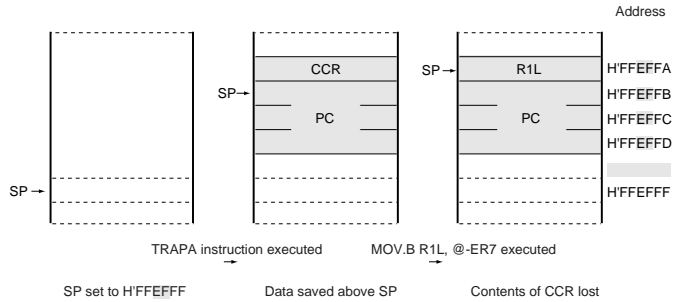 Address
CCR
SP
R1L
H'FFEFFA
SP
H'FFEFFB
PC
PC
H'FFEFFC
H'FFEFFD
SP
H'FFEFFF
TRAPA instruction executed
MOV.B R1L, @-ER7 executed
SP set to H'FFEFFF
Data saved above SP
Contents of CCR lost